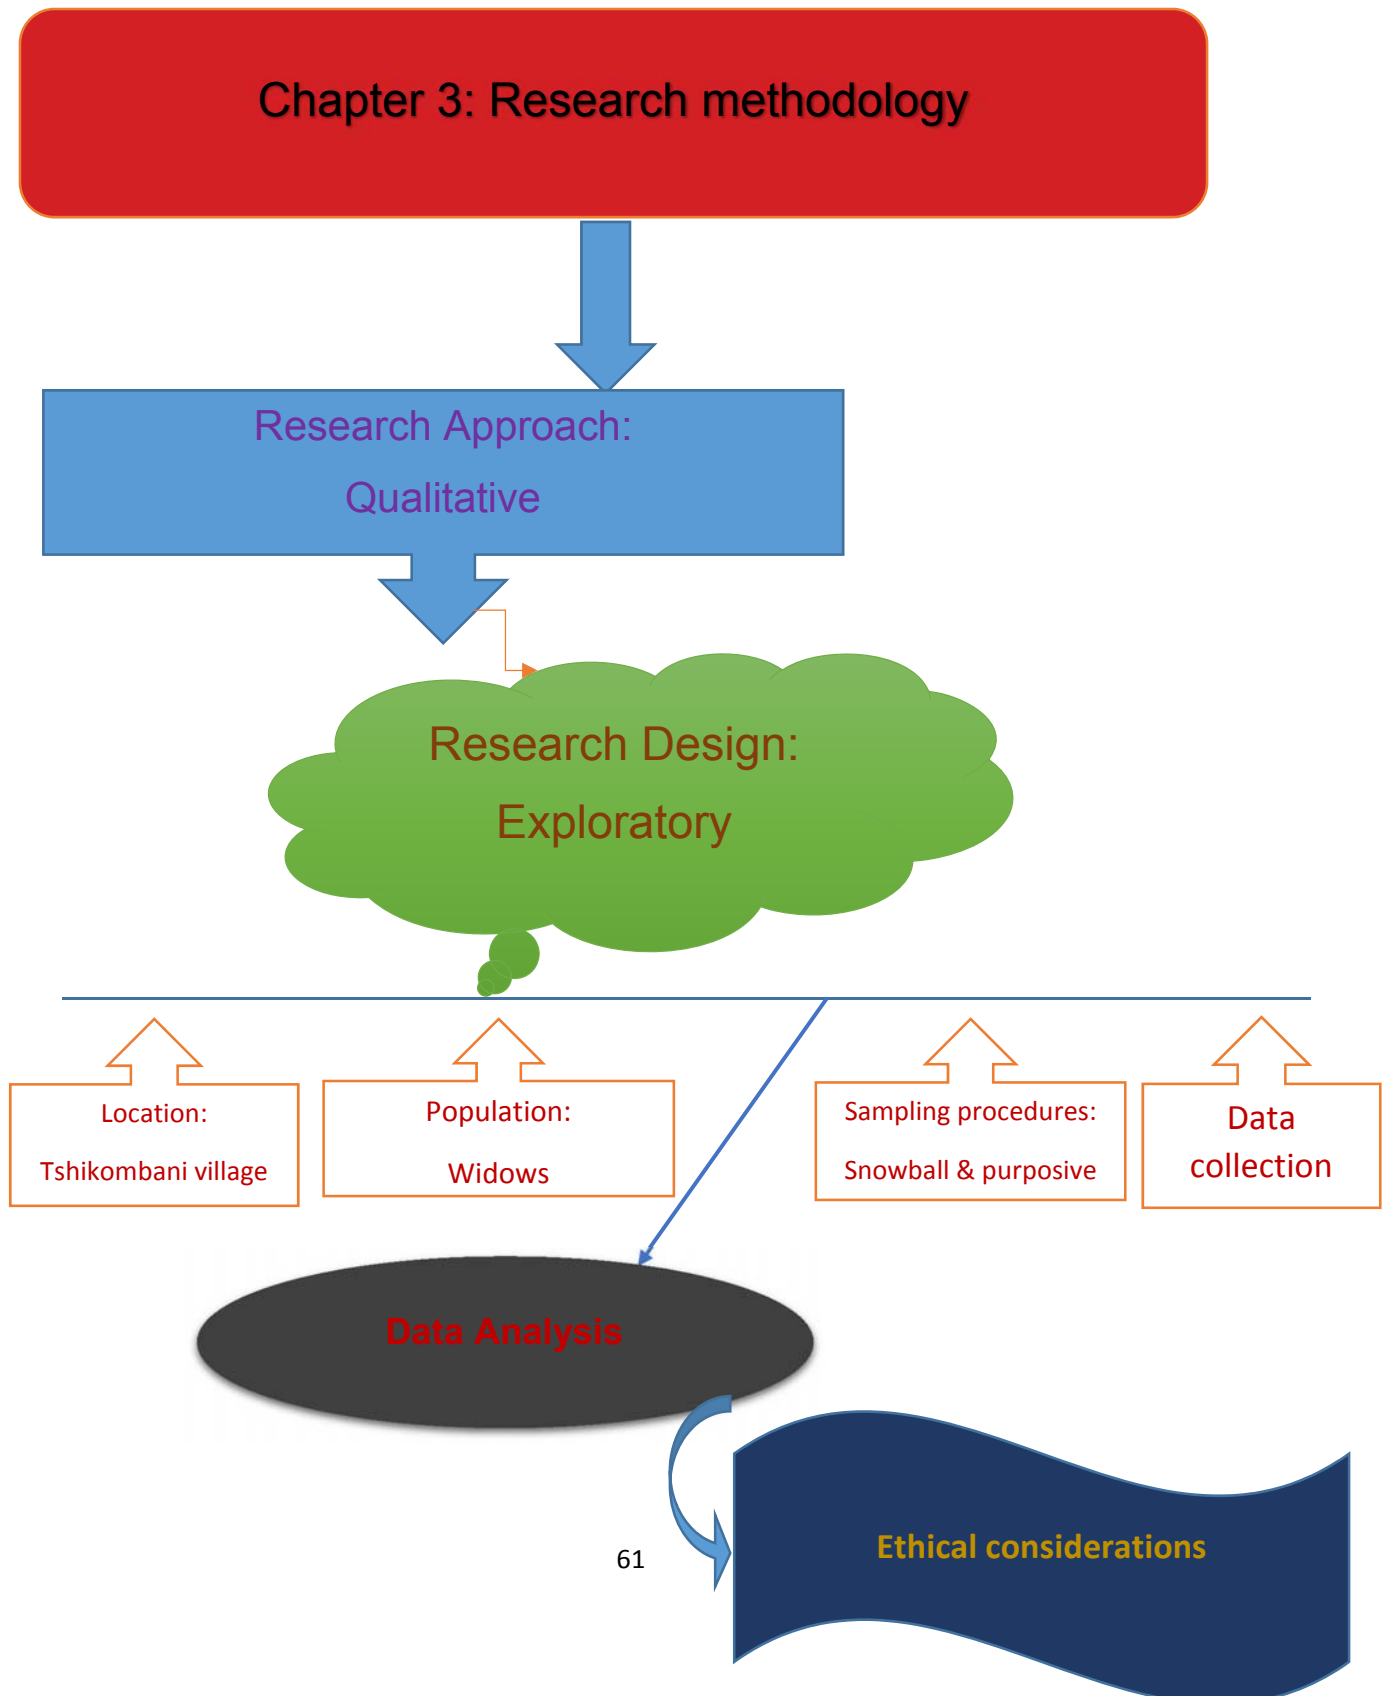 Chapter 3: Research methodology
Research Approach:
Qualitative
Research Design:
Exploratory
Location:
Tshikombani village
Population:
Widows
Sampling procedures:
Snowball & purposive
Data
collection
Data Analysis
Ethical considerations
61